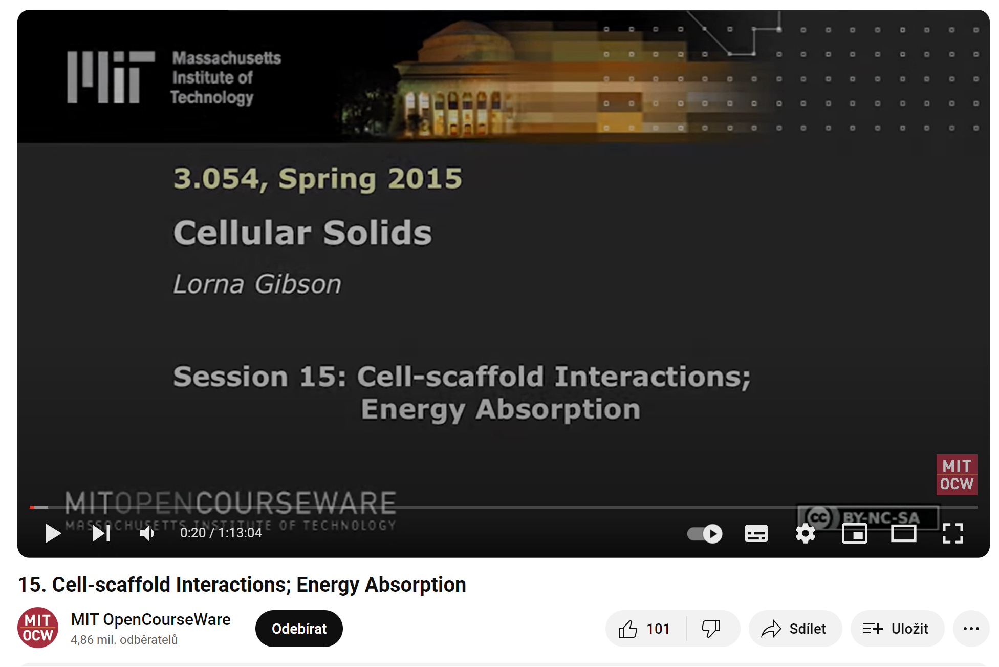 MIT Massachusetts
Institute of
Technology
3.054, Spring 2015
Cellular Solids
Lorna Gibson
Session 15: Cell-scaffold Interactions;
Energy Absorption
MIT
OCW
MITOPENCOURSEWARE
MASSACHUSETTS INSTITUTE OF TECHNOLOGY
cc BY-NC-SA
0:20 / 1:13:04
15. Cell-scaffold Interactions; Energy Absorption
MIT
OCW
MIT OpenCourseWare
4,86 mil. odběratelů
Odebírat
101
Sdílet
Uložit